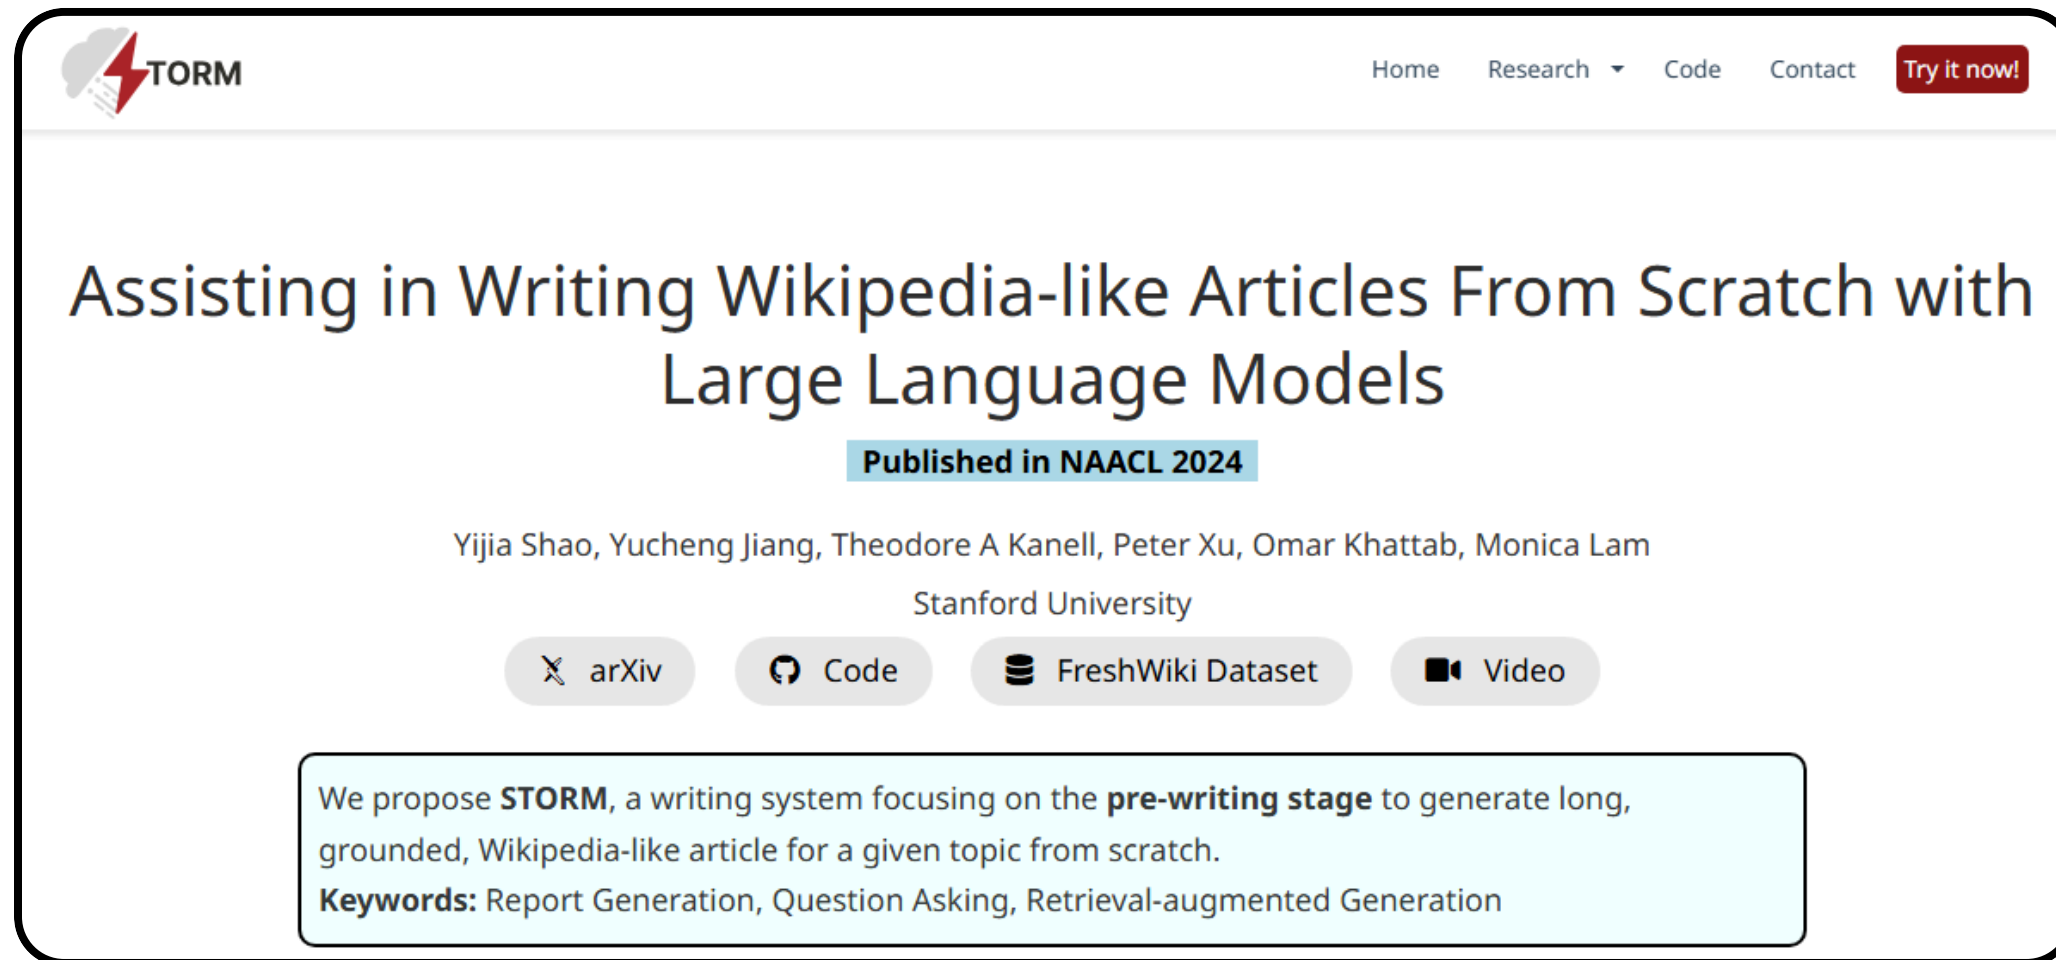 STORM
Home Research Code Contact Try it now!
Assisting in Writing Wikipedia-like Articles From Scratch with
Large Language Models
Published in NAACL 2024
Yijia Shao, Yucheng Jiang, Theodore A Kanell, Peter Xu, Omar Khattab, Monica Lam
Stanford University
arXiv Code FreshWiki Dataset Video
We propose STORM, a writing system focusing on the pre-writing stage to generate long,
grounded, Wikipedia-like article for a given topic from scratch.
Keywords: Report Generation, Question Asking, Retrieval-augmented Generation